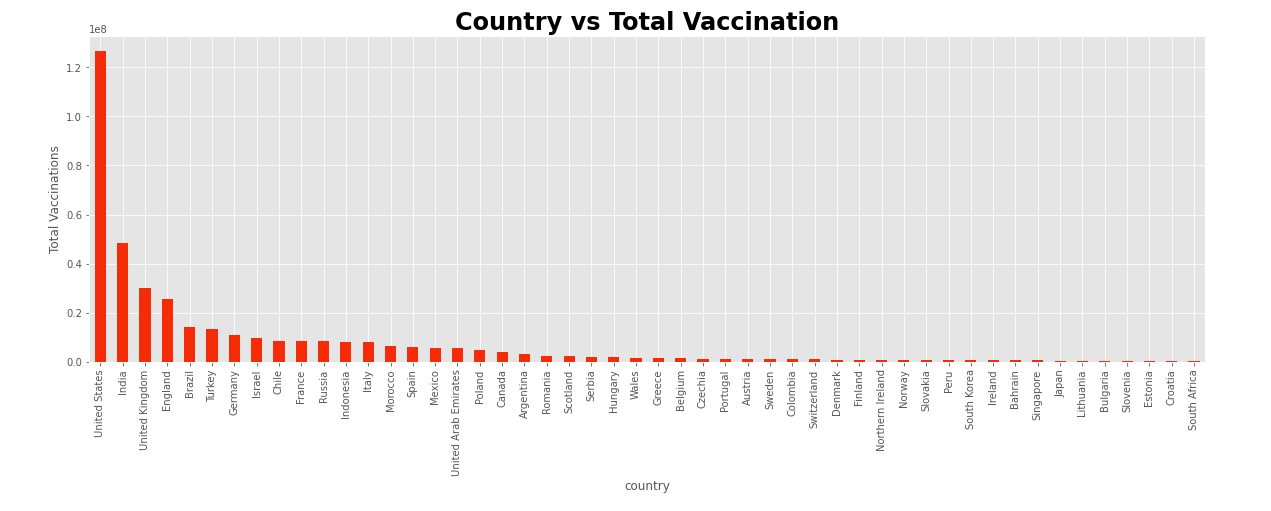 Country vs Total Vaccination
1e8
1.2
1.0
0.8
0.6
0.4
0.2
0.0
Total Vaccinations
United States
India
United Kingdom
England
Brazil
Turkey
Germany
Israel
Chile
France
Russia
Indonesia
Italy
Morocco
Spain
Mexico
United Arab Emirates
Poland
Canada
Argentina
Romania
Scotland
Serbia
Hungary
Wales
Greece
Belgium
Czechia
Portugal
Austria
Sweden
Colombia
Switzerland
Denmark
Finland
Northern Ireland
Norway
Slovakia
Peru
South Korea
Ireland
Bahrain
Singapore
Japan
Lithuania
Bulgaria
Slovenia
Estonia
Croatia
South Africa
country